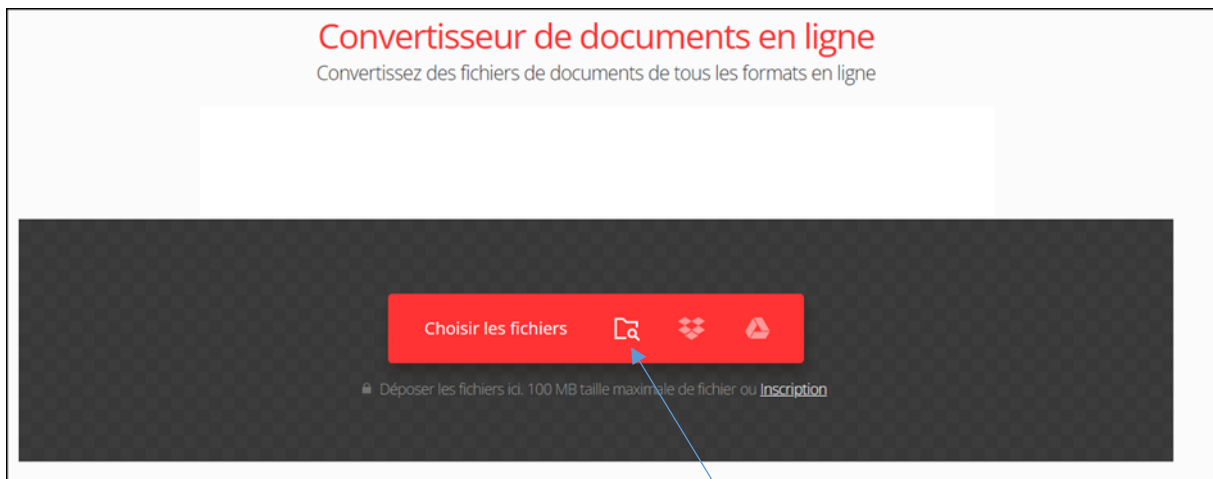 Convertisseur de documents en ligne
Convertissez des fichiers de documents de tous les formats en ligne
Choisir les fichiers
Déposer les fichiers ici. 100 MB taille maximale de fichier ou Inscription